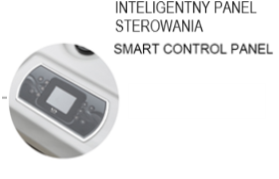 INTELIGENTNY PANEL
STEROWANIA
SMART CONTROL PANEL